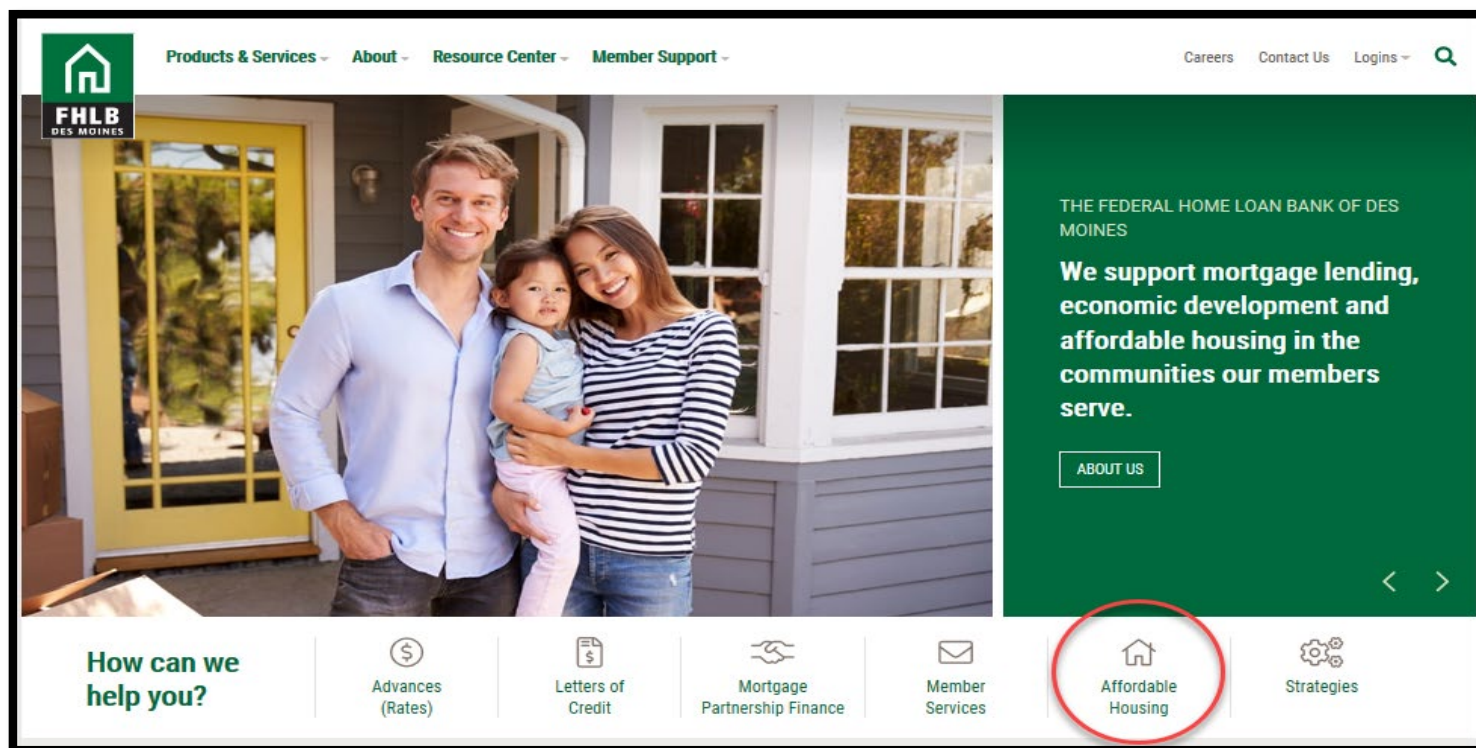 Products & Services
About
Resource Center
Member Support
Careers
Contact Us
Logins
FHLB
DES MOINES
THE FEDERAL HOME LOAN BANK OF DES
MOINES
We support mortgage lending,
economic development and
affordable housing in the
communities our members
serve.
ABOUT US
How can we
help you?
Advances
(Rates)
Letters of
Credit
Mortgage
Partnership Finance
Member
Services
Affordable
Housing
Strategies